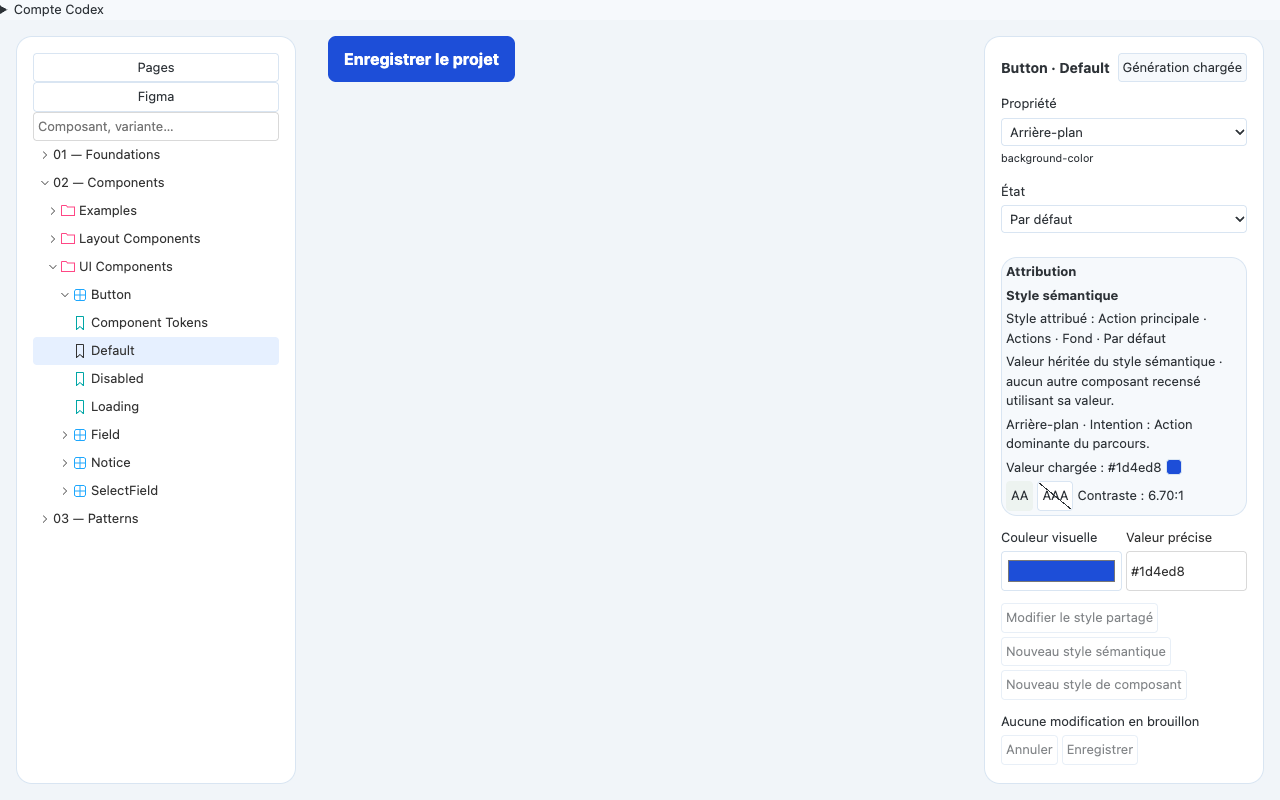 Compte Codex
Pages
Figma
Composant, variante...
01 — Foundations
02 — Components
Examples
Layout Components
UI Components
Button
Component Tokens
Default
Disabled
Loading
Field
Notice
SelectField
03 — Patterns
Enregistrer le projet
Button · Default
Génération chargée
Propriété
Arrière-plan
background-color
État
Par défaut
Attribution
Style sémantique
Style attribué : Action principale ·
Actions · Fond · Par défaut
Valeur héritée du style sémantique ·
aucun autre composant recensé
utilisant sa valeur.
Arrière-plan · Intention : Action
dominante du parcours.
Valeur chargée : #1d4ed8
AA AAA Contraste : 6.70:1
Couleur visuelle Valeur précise
#1d4ed8
Modifier le style partagé
Nouveau style sémantique
Nouveau style de composant
Aucune modification en brouillon
Annuler Enregistrer